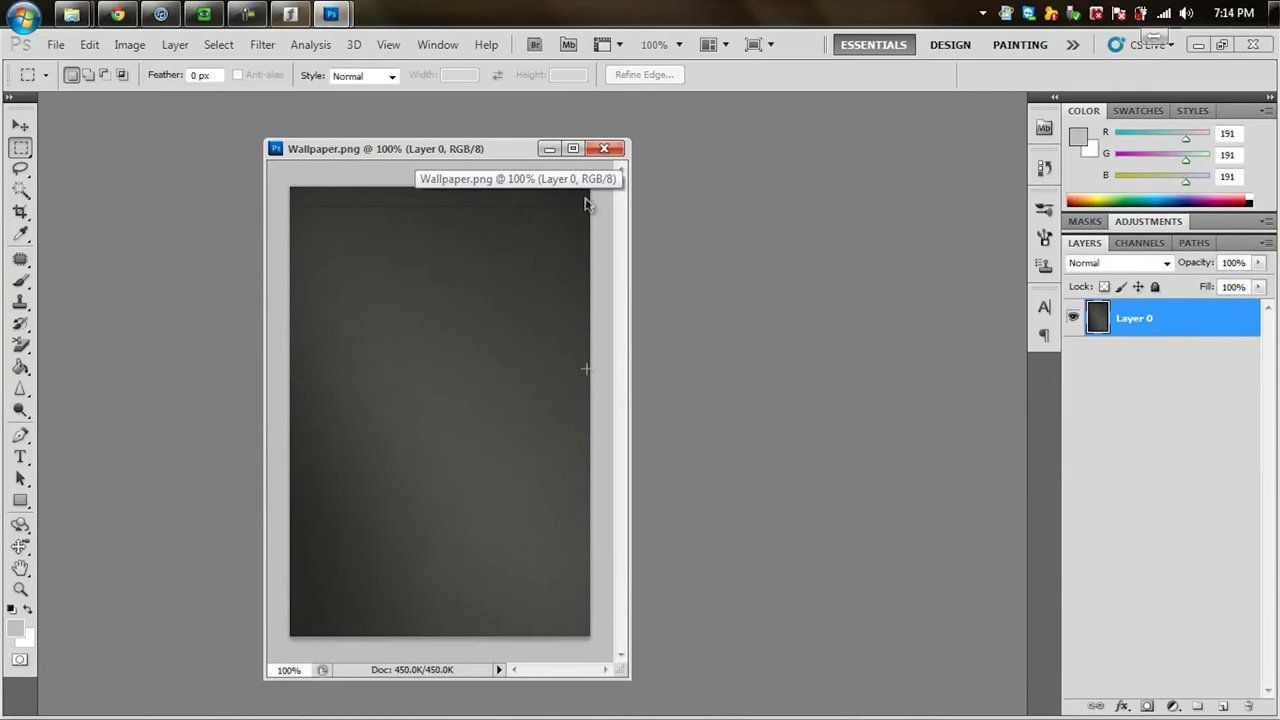 7:14 PM
Ps File Edit Image Layer Select Filter Analysis 3D View Window Help Br Mb 100% ESSENTIALS DESIGN PAINTING CS Live
Feather: 0 px Anti-alias Style: Normal Width: Height: Refine Edge...
COLOR SWATCHES STYLES
R 191
G 191
B 191
MASKS ADJUSTMENTS
LAYERS CHANNELS PATHS
Normal Opacity: 100%
Lock: Fill: 100%
Layer 0
Wallpaper.png @ 100% (Layer 0, RGB/8)
Wallpaper.png @ 100% (Layer 0, RGB/8)
100% Doc: 450.0K/450.0K